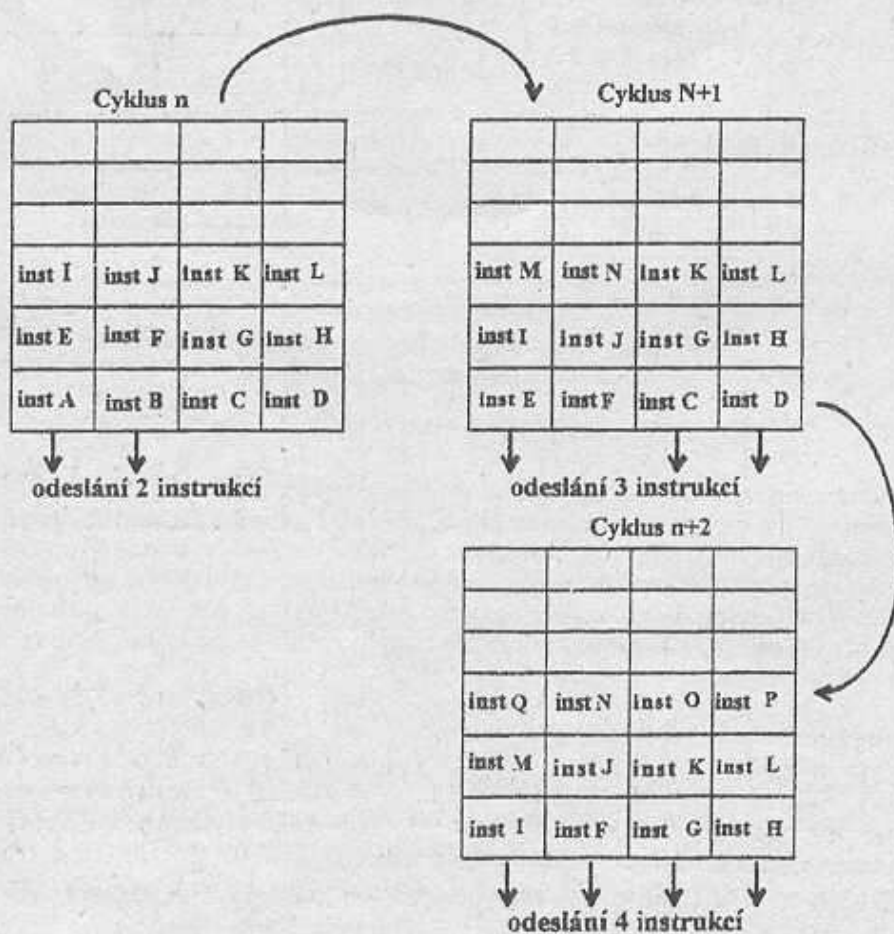 Cyklus n
inst I inst J inst K inst L
inst E inst F inst G inst H
inst A inst B inst C inst D
odeslání 2 instrukcí
Cyklus N+1
inst M inst N inst K inst L
inst I inst J inst G inst H
inst E inst F inst C inst D
odeslání 3 instrukcí
Cyklus n+2
inst Q inst N inst O inst P
inst M inst J inst K inst L
inst I inst F inst G inst H
odeslání 4 instrukcí